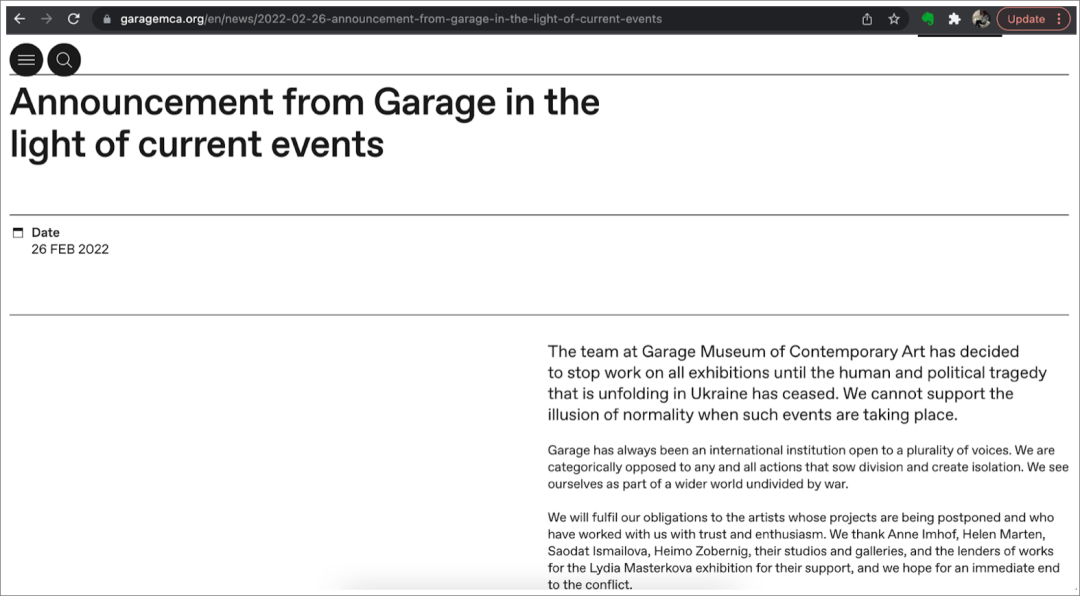 garagemca.org/en/news/2022-02-26-announcement-from-garage-in-the-light-of-current-events
Update
Announcement from Garage in the
light of current events
Date
26 FEB 2022
The team at Garage Museum of Contemporary Art has decided
to stop work on all exhibitions until the human and political tragedy
that is unfolding in Ukraine has ceased. We cannot support the
illusion of normality when such events are taking place.
Garage has always been an international institution open to a plurality of voices. We are
categorically opposed to any and all actions that sow division and create isolation. We see
ourselves as part of a wider world undivided by war.
We will fulfil our obligations to the artists whose projects are being postponed and who
have worked with us with trust and enthusiasm. We thank Anne Imhof, Helen Marten,
Saodat Ismailova, Heimo Zobernig, their studios and galleries, and the lenders of works
for the Lydia Masterkova exhibition for their support, and we hope for an immediate end
to the conflict.